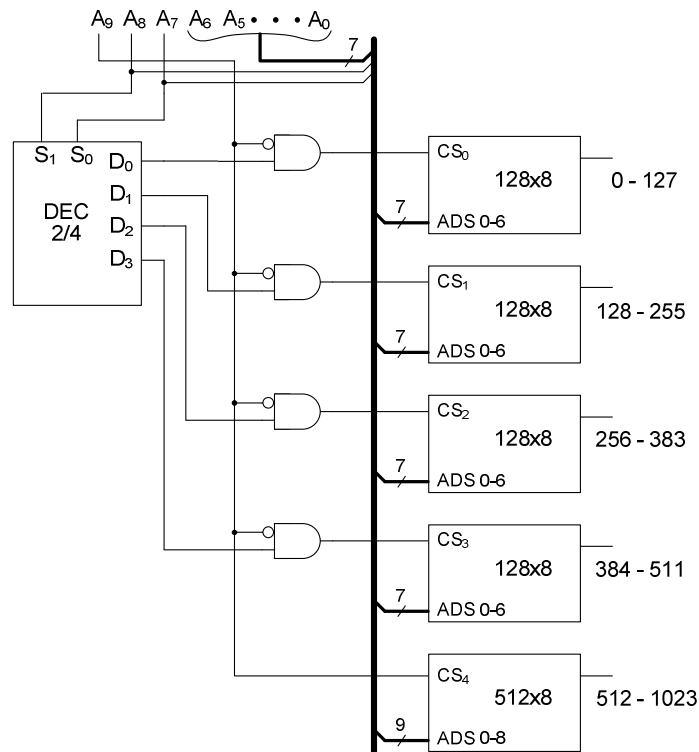 A₉ A₈ A₇ A₆ A₅ • • • A₀
7
S₁ S₀
D₀
D₁
D₂
D₃
DEC
2/4
CS₀
128x8
0 - 127
7
ADS 0-6
CS₁
128x8
128 - 255
7
ADS 0-6
CS₂
128x8
256 - 383
7
ADS 0-6
CS₃
128x8
384 - 511
7
ADS 0-6
CS₄
512x8
512 - 1023
9
ADS 0-8